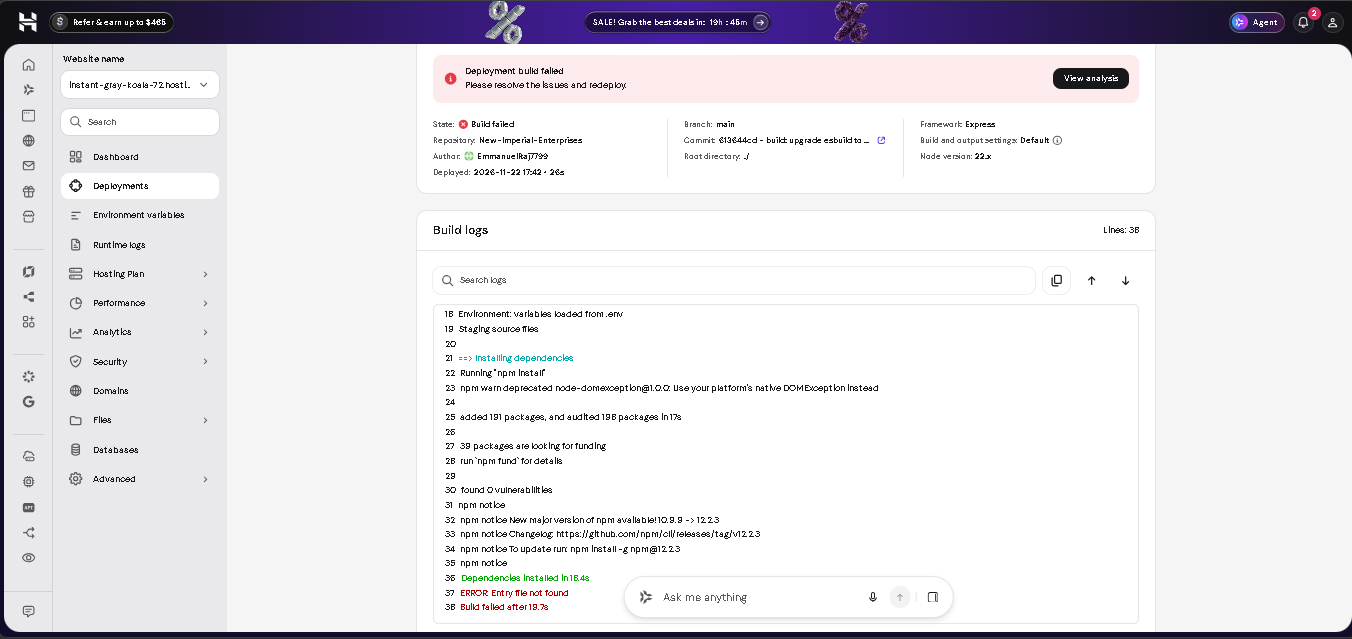 Refer & earn up to $465
SALE! Grab the best deals in: 19h : 45m
Agent
2
Website name
instant-gray-koala-72.hostl...
Search
Dashboard
Deployments
Environment variables
Runtime logs
Hosting Plan
Performance
Analytics
Security
Domains
Files
Databases
Advanced
Deployment build failed
Please resolve the issues and redeploy.
View analysis
State: Build failed
Repository: New-Imperial-Enterprises
Author: EmmanuelRaj7799
Deployed: 2026-11-22 17:42 • 26s
Branch: main
Commit: 613644cd - build: upgrade esbuild to ...
Root directory: ./
Framework: Express
Build and output settings: Default
Node version: 22.x
Build logs
Lines: 38
Search logs
18 Environment: variables loaded from .env
19 Staging source files
20
21 ==> Installing dependencies
22 Running "npm install"
23 npm warn deprecated node-domexception@1.0.0: Use your platform's native DOMException instead
24
25 added 191 packages, and audited 198 packages in 17s
26
27 39 packages are looking for funding
28 run `npm fund` for details
29
30 found 0 vulnerabilities
31 npm notice
32 npm notice New major version of npm available! 10.9.9 -> 12.2.3
33 npm notice Changelog: https://github.com/npm/cli/releases/tag/v12.2.3
34 npm notice To update run: npm install -g npm@12.2.3
35 npm notice
36 Dependencies installed in 18.4s
37 ERROR: Entry file not found
38 Build failed after 19.7s
Ask me anything